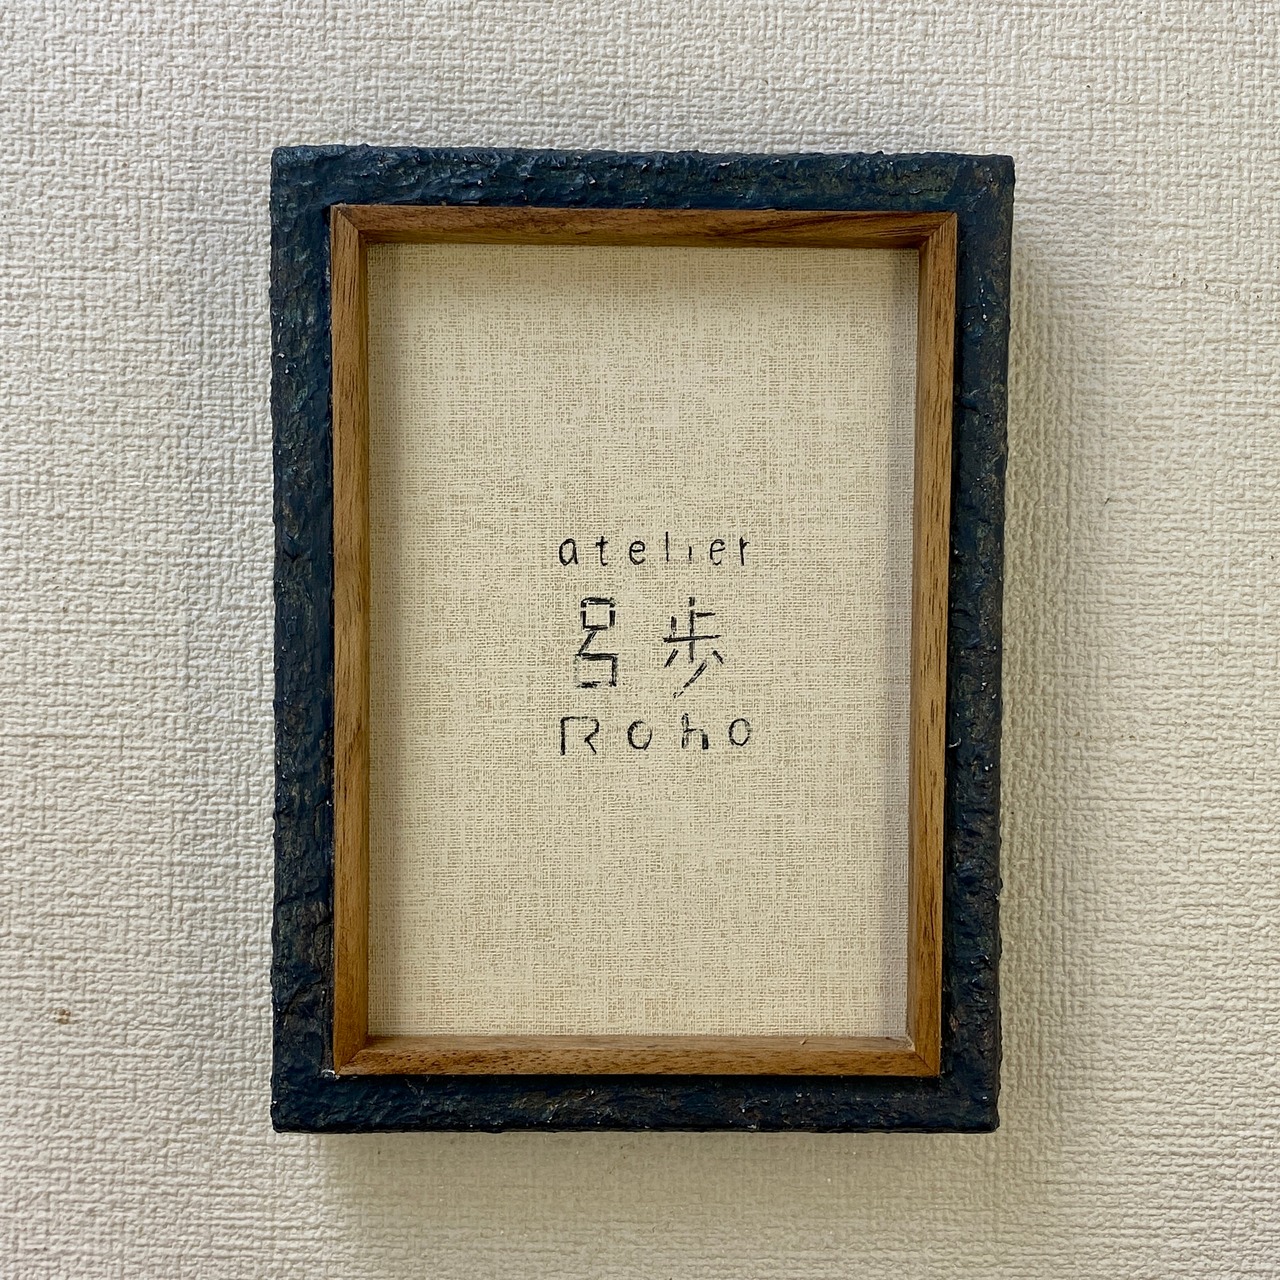 atelier
呂歩
Roho